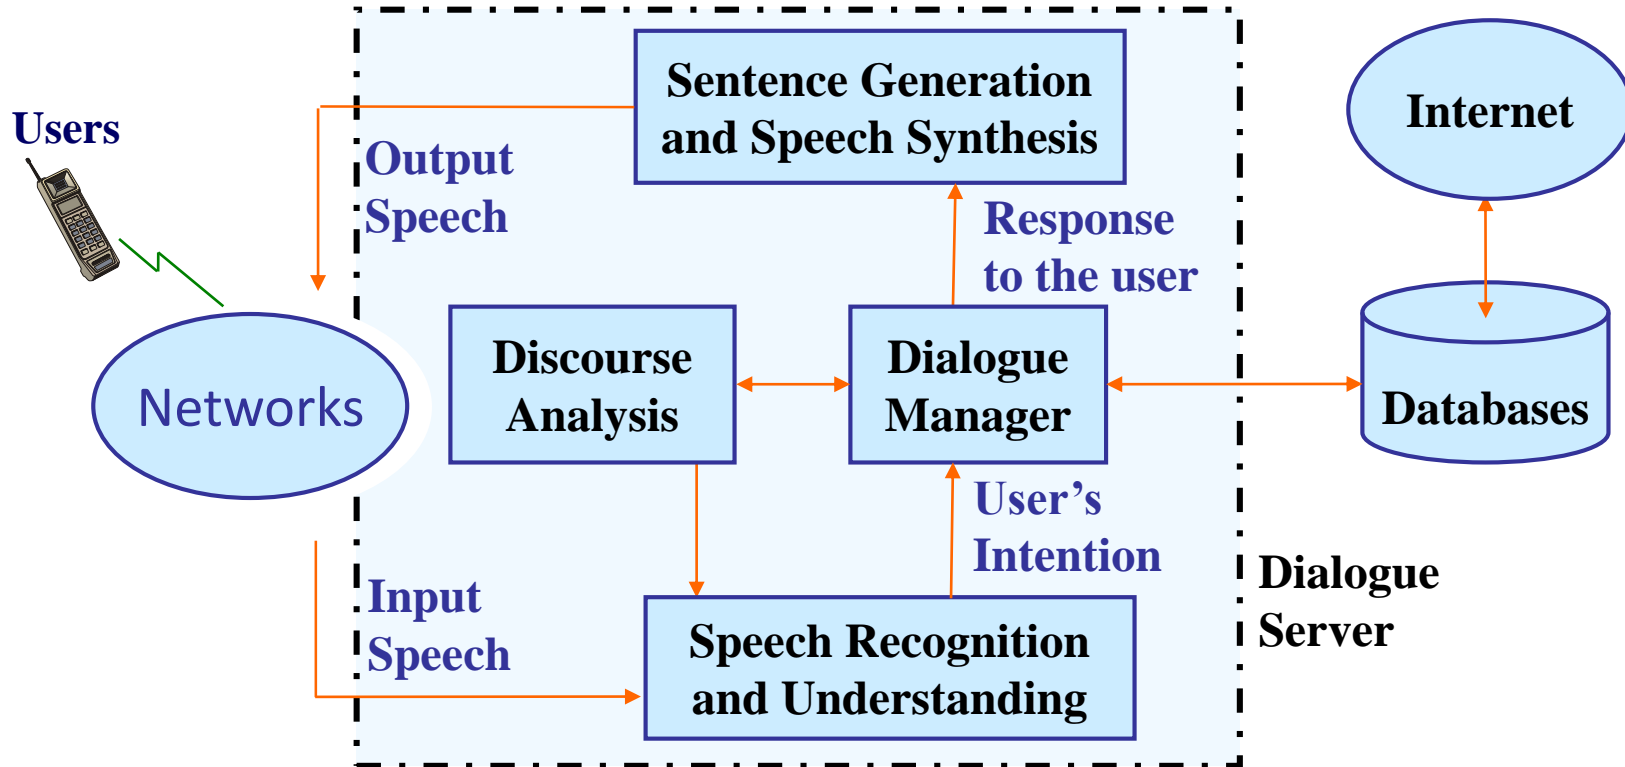 Sentence Generation
and Speech Synthesis
Internet
Users
Output
Speech
Response
to the user
Discourse
Analysis
Dialogue
Manager
Networks
Databases
User’s
Intention
Input
Speech
Speech Recognition
and Understanding
Dialogue
Server